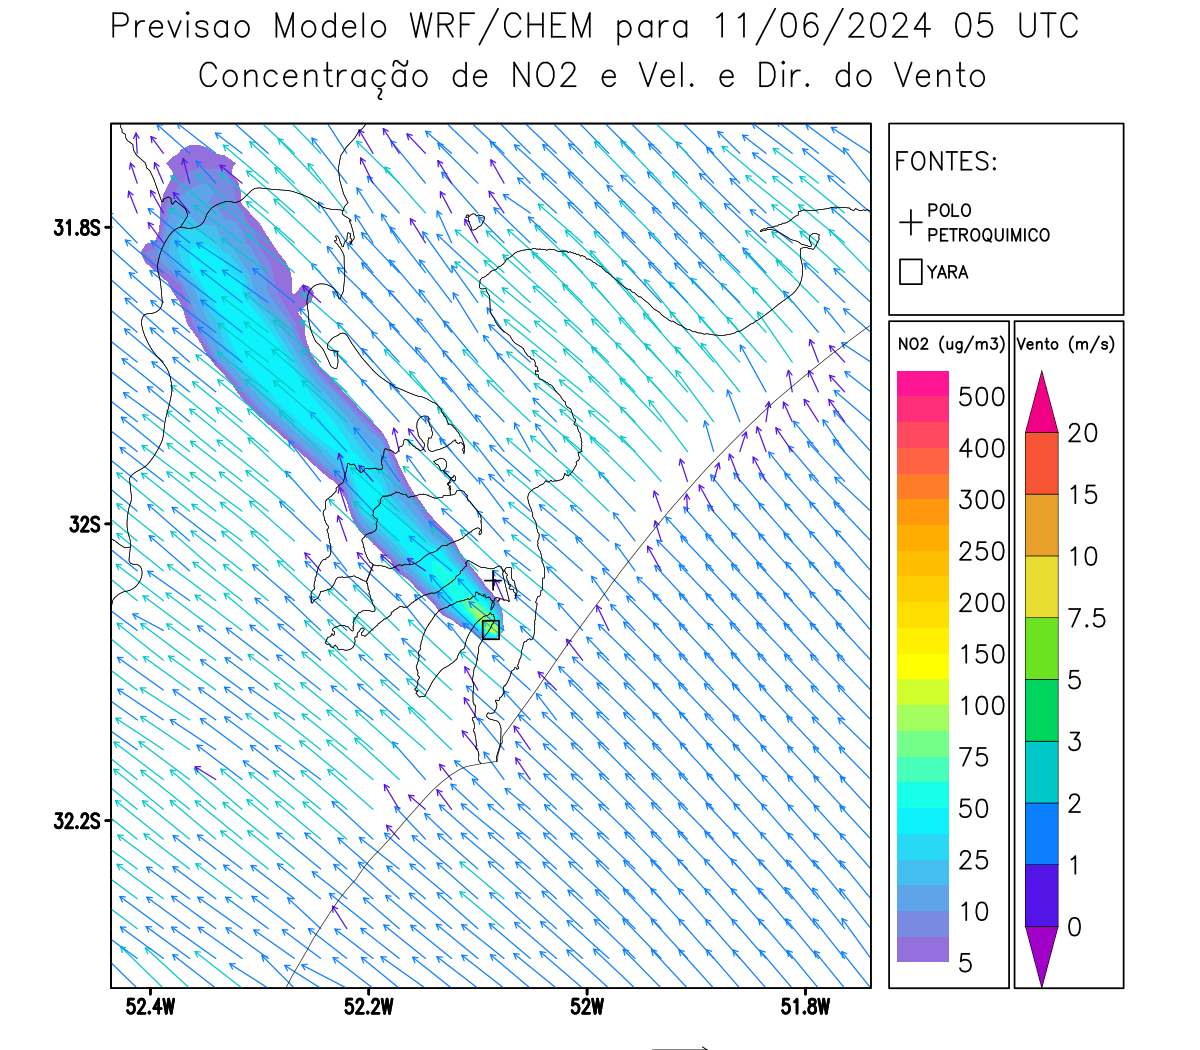 Previsao Modelo WRF/CHEM para 11/06/2024 05 UTC
Concentração de NO2 e Vel. e Dir. do Vento
FONTES:
POLO
PETROQUIMICO
YARA
NO2 (ug/m3)
500
400
300
250
200
150
100
75
50
25
10
5
Vento (m/s)
20
15
10
7.5
5
3
2
1
0
31.8S
32S
32.2S
52.4W
52.2W
52W
51.8W